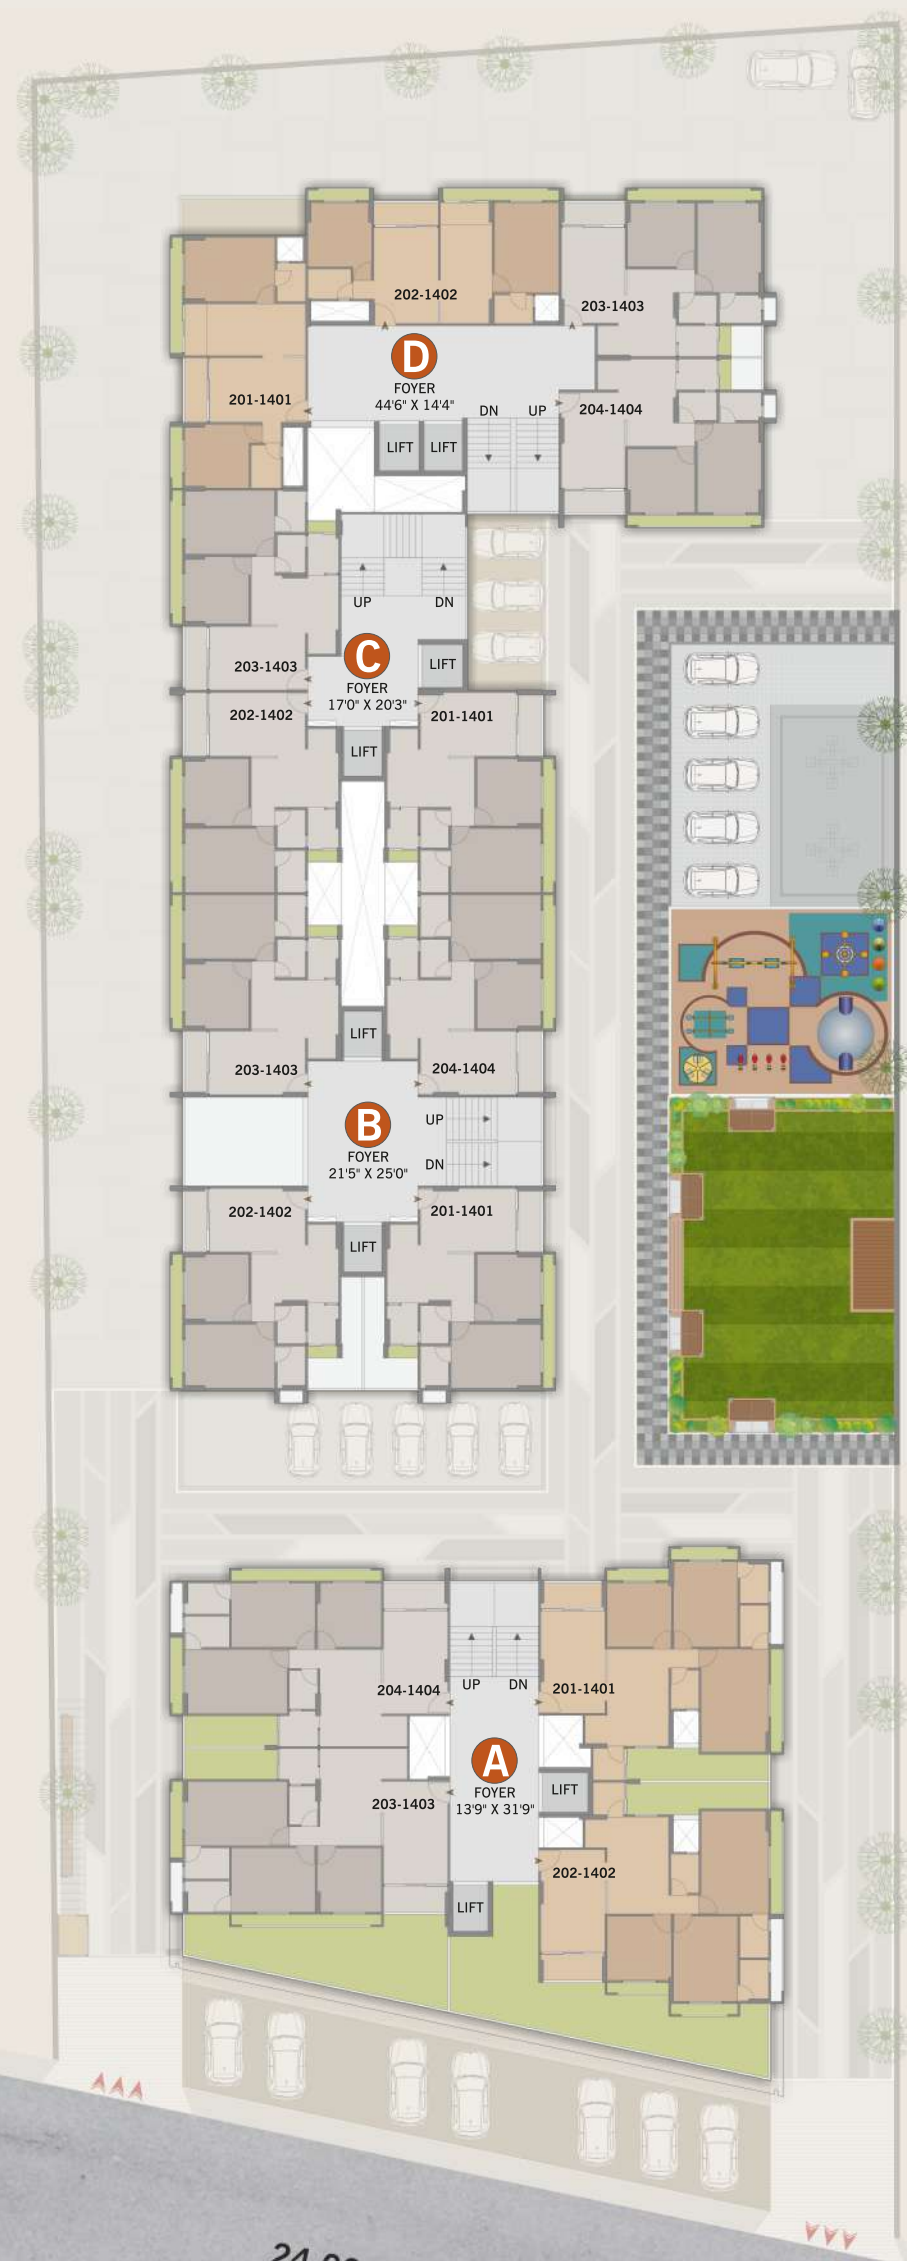 202-1402
203-1403
D
FOYER
44'6" X 14'4"
201-1401
204-1404
DN
UP
LIFT
LIFT
UP
DN
C
FOYER
17'0" X 20'3"
LIFT
203-1403
202-1402
201-1401
LIFT
LIFT
203-1403
204-1404
B
FOYER
21'5" X 25'0"
UP
DN
202-1402
201-1401
LIFT
UP
DN
204-1404
201-1401
A
FOYER
13'9" X 31'9"
LIFT
203-1403
202-1402
LIFT